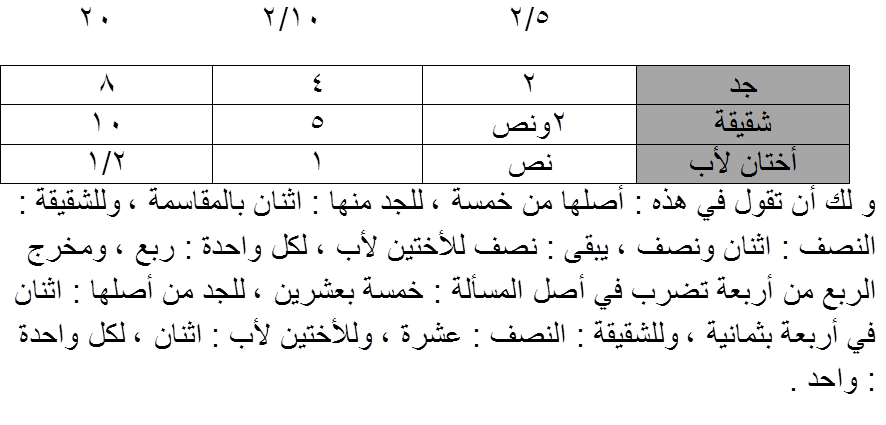 ٢/٥ ٢/١٠ ٢٠
جد ٢ ٤ ٨
شقيقة ٢ونص ٥ ١٠
أختان لأب نص ١ ١/٢
و لك أن تقول في هذه : أصلها من خمسة ، للجد منها : اثنان بالمقاسمة ، وللشقيقة :
النصف : اثنان ونصف ، يبقى : نصف للأختين لأب ، لكل واحدة : ربع ، ومخرج
الربع من أربعة تضرب في أصل المسألة : خمسة بعشرين ، للجد من أصلها : اثنان
في أربعة بثمانية ، وللشقيقة : النصف : عشرة ، وللأختين لأب : اثنان ، لكل واحدة
: واحد .